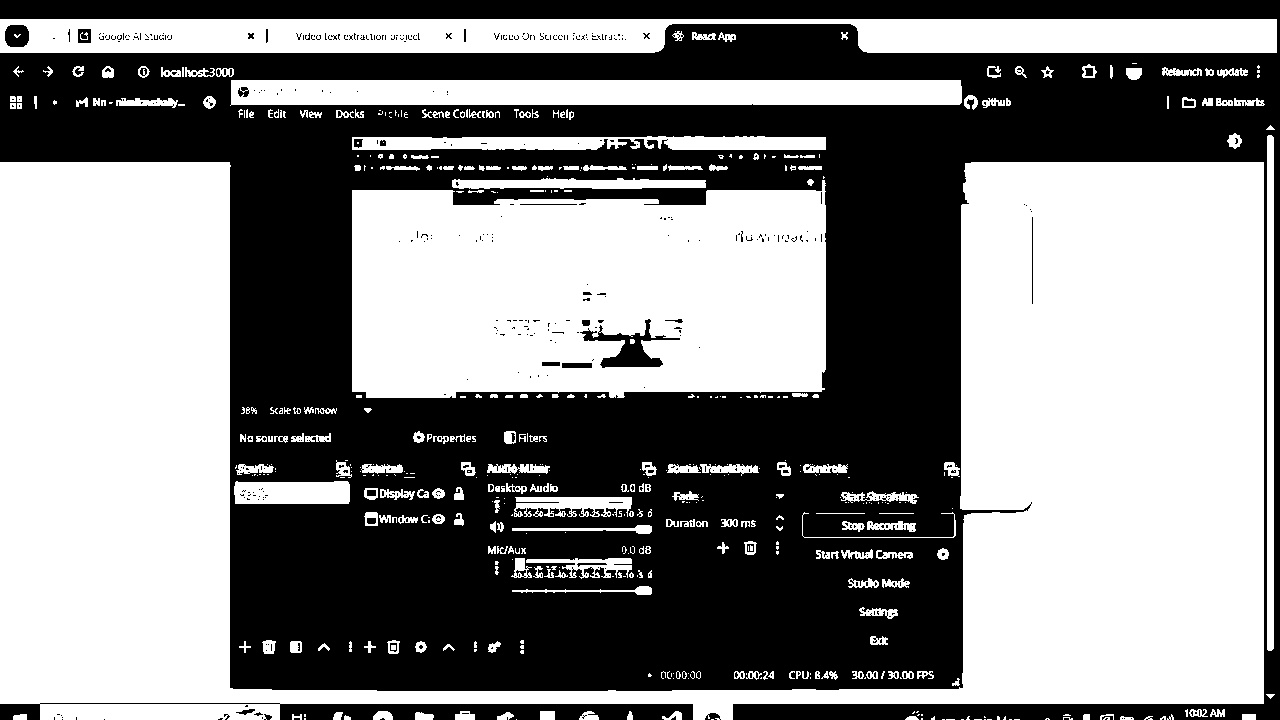 Google AI Studio
Video text extraction project
Video On-Screen Text Extract...
React App
localhost:3000
Relaunch to update
github
All Bookmarks
File Edit View Docks Profile Scene Collection Tools Help
38% Scale to Window
No source selected
Properties
Filters
Scenes
Sources
Audio Mixer
Scene Transitions
Controls
Display Ca
Window C
Desktop Audio 0.0 dB
-60 -55 -50 -45 -40 -35 -30 -25 -20 -15 -10 -5 0
Mic/Aux 0.0 dB
-60 -55 -50 -45 -40 -35 -30 -25 -20 -15 -10 -5 0
Fade
Duration 300 ms
Start Streaming
Stop Recording
Start Virtual Camera
Studio Mode
Settings
Exit
00:00:00 00:00:24 CPU: 8.4% 30.00 / 30.00 FPS
10:02 AM